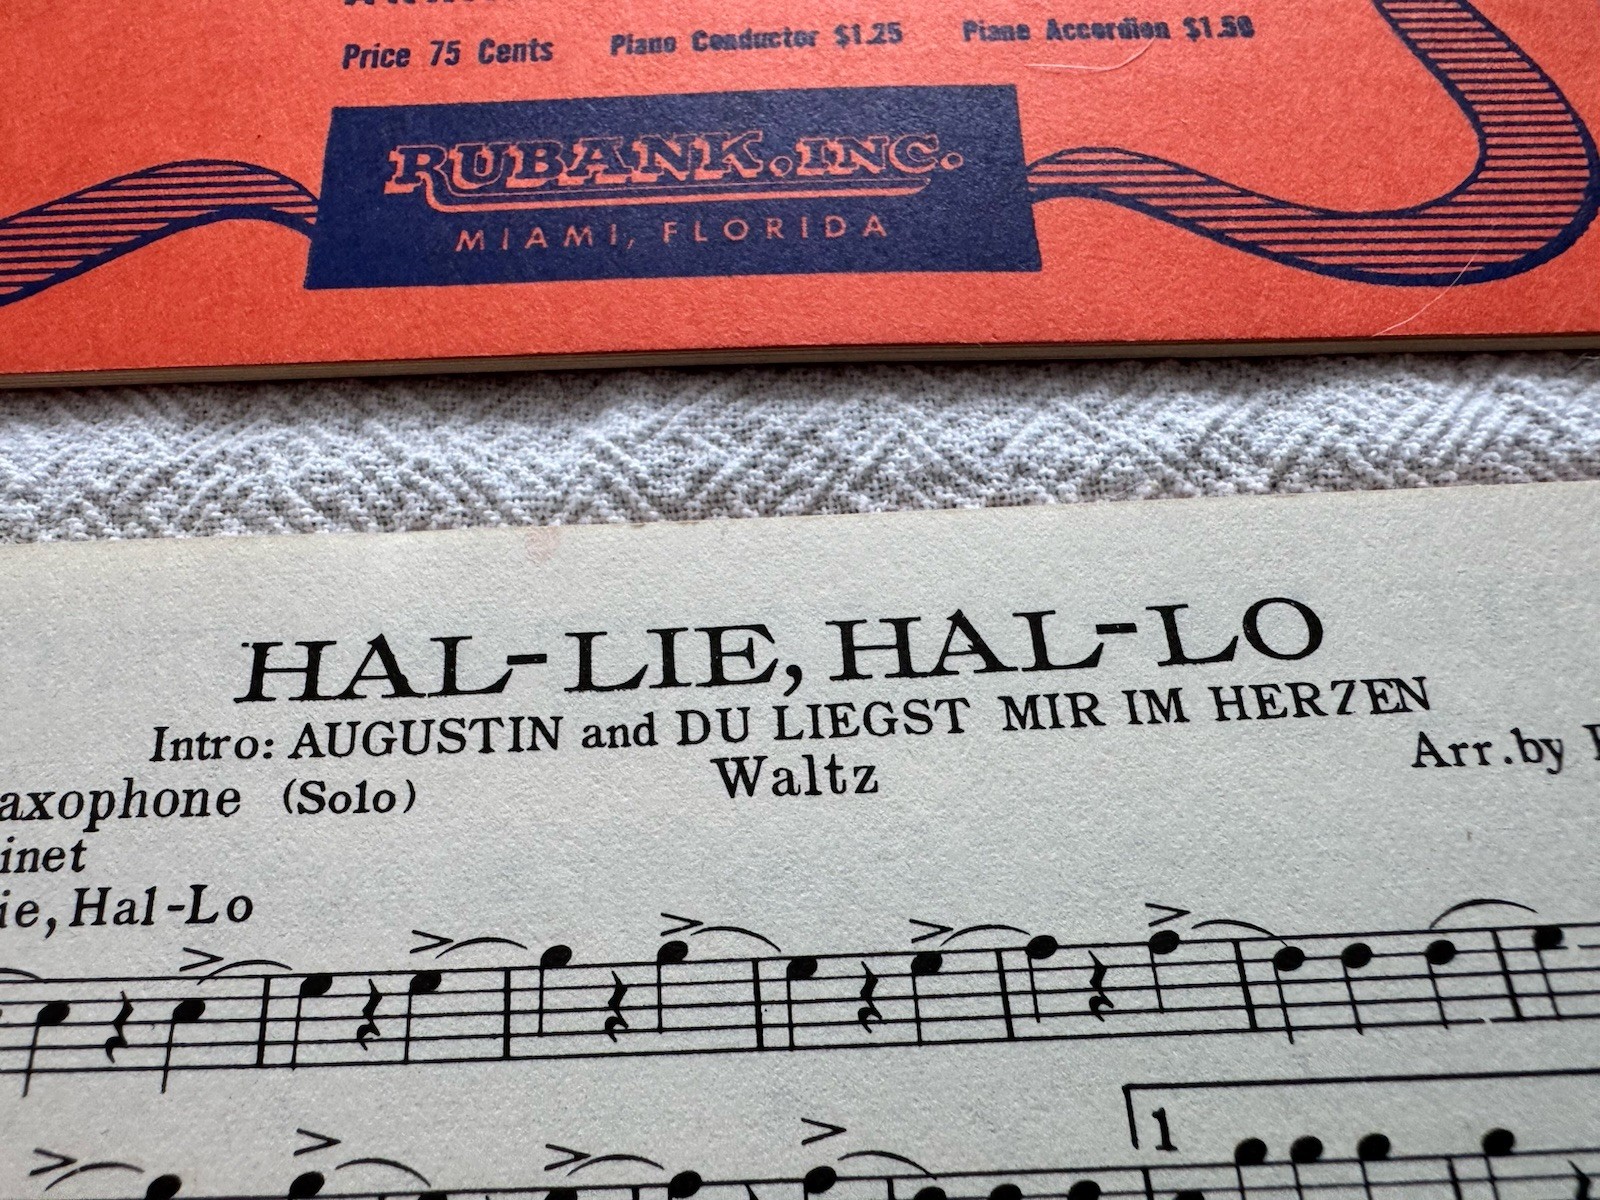 Price 75 Cents Piano Conductor $1.25 Piano Accordion $1.50
RUBANK, INC.
MIAMI, FLORIDA
HAL-LIE, HAL-LO
Intro: AUGUSTIN and DU LIEGST MIR IM HERZEN
Waltz
Arr. by
axophone (Solo)
inet
ie, Hal-Lo
1